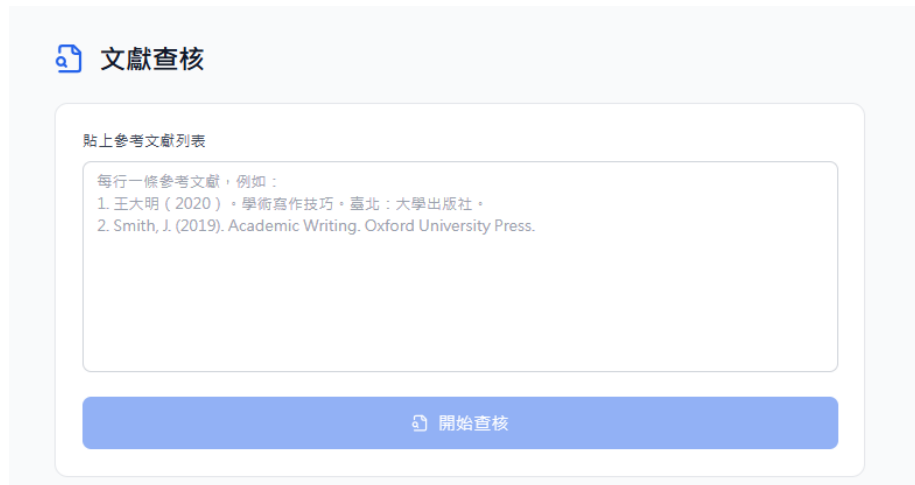 文獻查核
貼上參考文獻列表
每行一條參考文獻，例如：
1. 王大明（2020）。學術寫作技巧。臺北：大學出版社。
2. Smith, J. (2019). Academic Writing. Oxford University Press.
開始查核